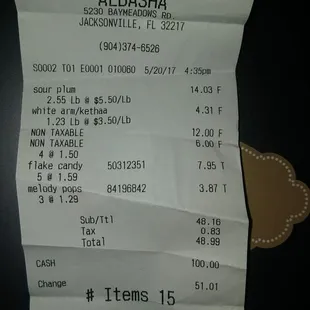 ALBASHA
5230 BAYMEADOWS RD.
JACKSONVILLE, FL 32217
(904)374-6526
S0002 T01 E0001 010060 5/20/17 4:35pm
sour plum 14.03 F
2.55 Lb @ $5.50/Lb
white arm/kethaa 4.31 F
1.23 Lb @ $3.50/Lb
NON TAXABLE 12.00 F
NON TAXABLE 6.00 F
4 @ 1.50
flake candy 50312351 7.95 T
5 @ 1.59
melody pops 84196842 3.87 T
3 @ 1.29
Sub/Ttl 48.16
Tax 0.83
Total 48.99
CASH 100.00
Change 51.01
# Items 15